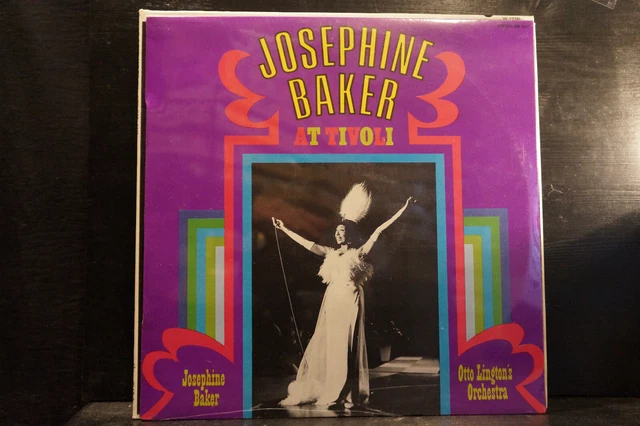 JOSEPHINE
BAKER
AT TIVOLI
Josephine
Baker
Otto Lington's
Orchestra